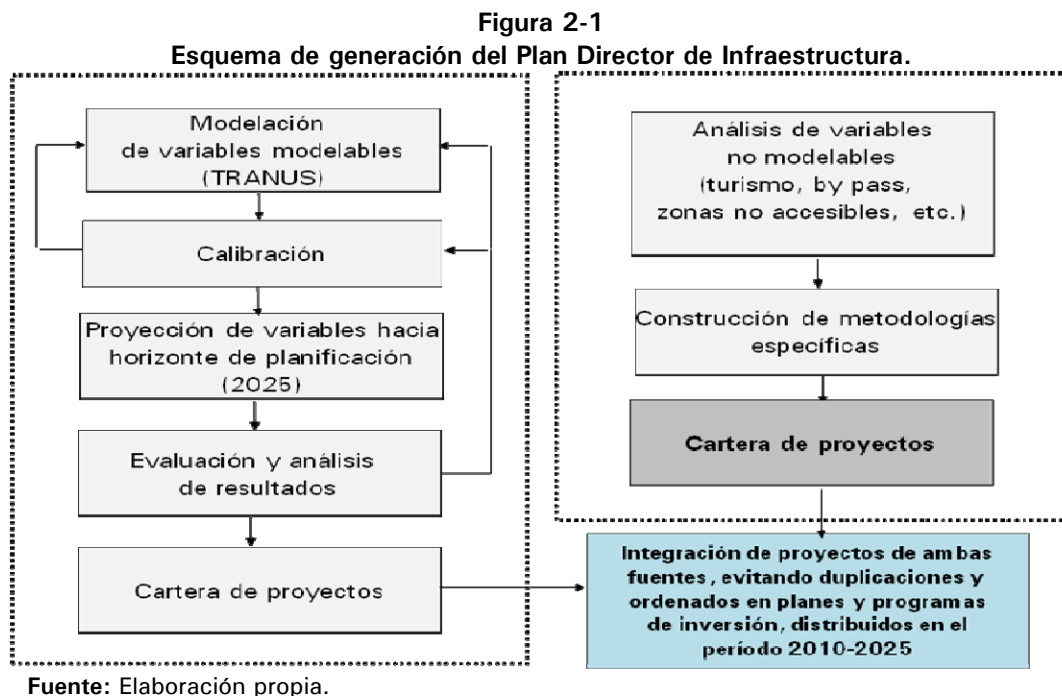 Figura 2-1
Esquema de generación del Plan Director de Infraestructura.
Modelación
de variables modelables
(TRANUS)
Calibración
Proyección de variables hacia
horizonte de planificación
(2025)
Evaluación y análisis
de resultados
Cartera de proyectos
Análisis de variables
no modelables
(turismo, by pass,
zonas no accesibles, etc.)
Construcción de metodologías
específicas
Cartera de proyectos
Integración de proyectos de ambas
fuentes, evitando duplicaciones y
ordenados en planes y programas
de inversión, distribuidos en el
período 2010-2025
Fuente: Elaboración propia.